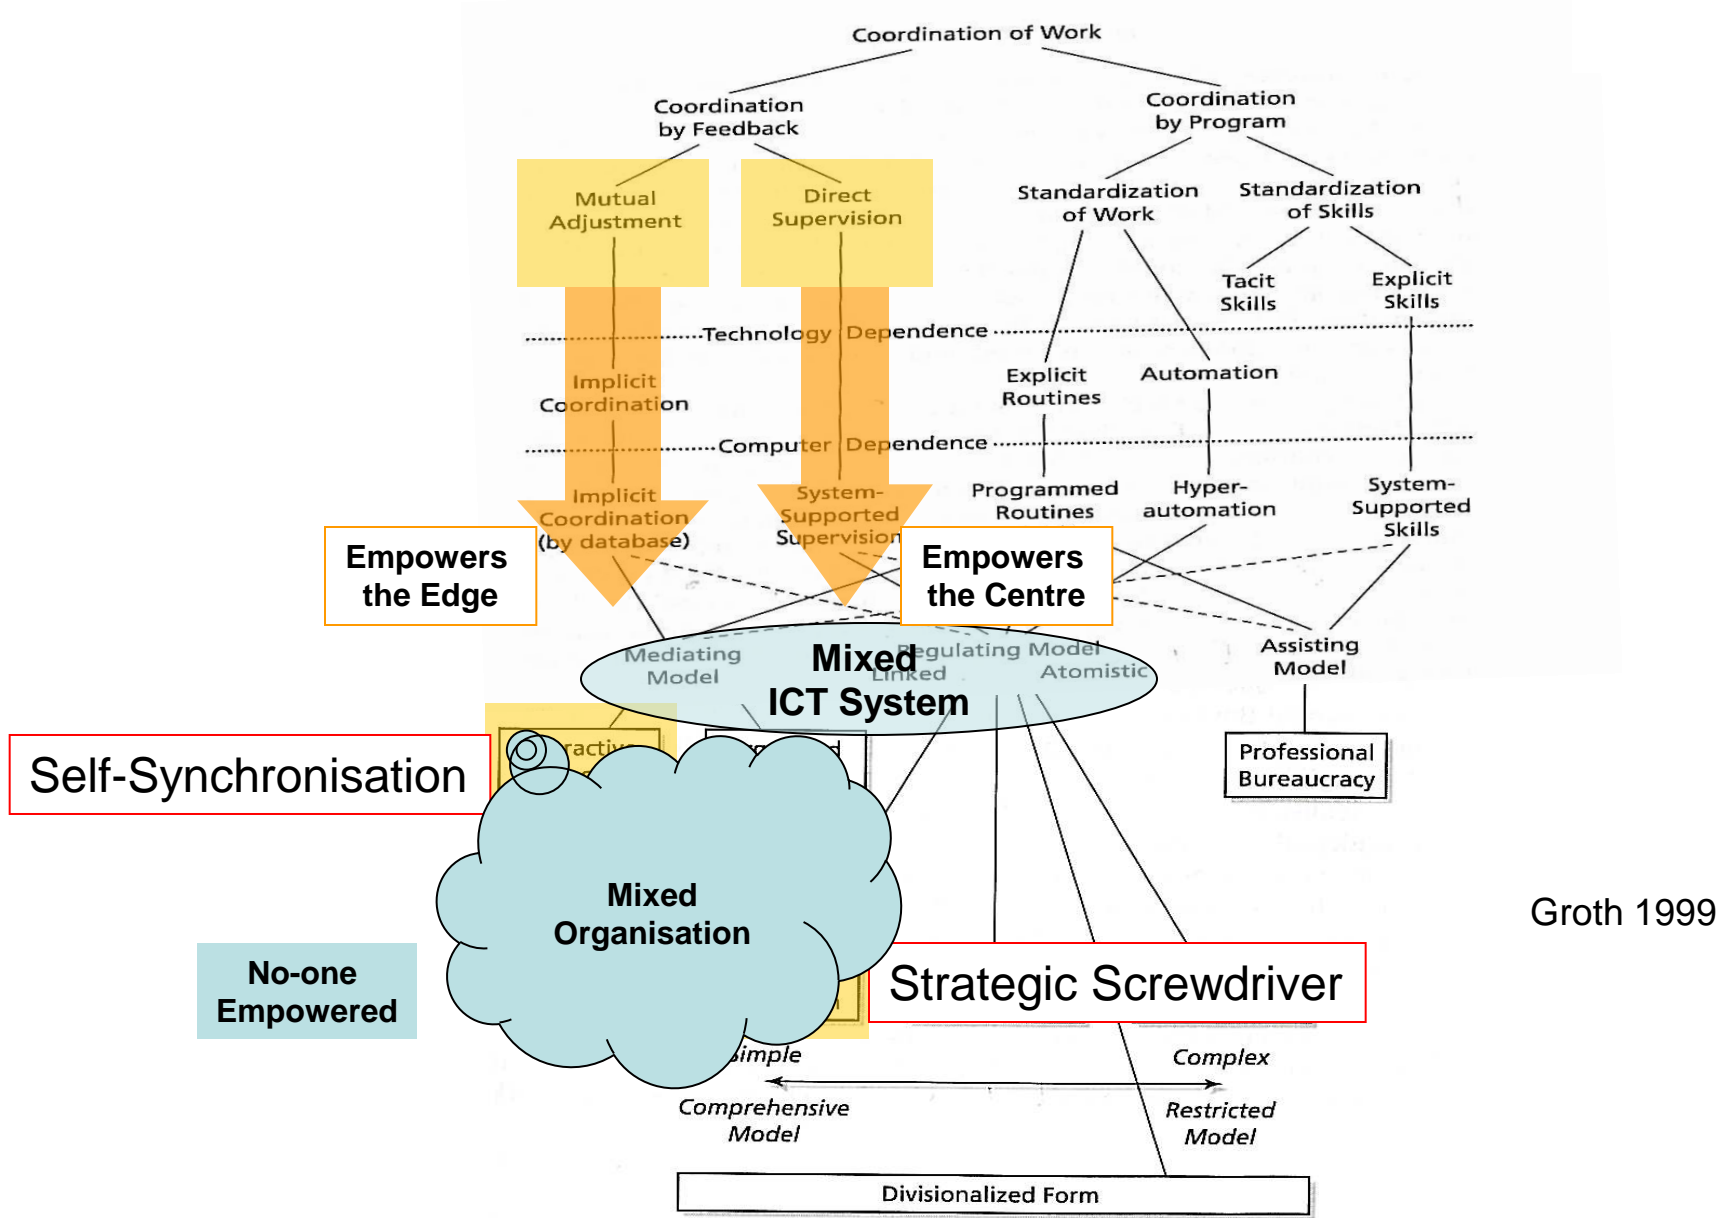 Coordination of Work
Coordination
by Feedback
Coordination
by Program
Mutual
Adjustment
Direct
Supervision
Standardization
of Work
Standardization
of Skills
Tacit
Skills
Explicit
Skills
Technology Dependence
Implicit
Coordination
Explicit
Routines
Automation
Computer Dependence
Implicit
Coordination
(by database)
System-
Supported
Supervision
Programmed
Routines
Hyper-
automation
System-
Supported
Skills
Empowers
the Edge
Empowers
the Centre
Mediating
Model
Mixed
ICT System
Regulating Model
Linked
Atomistic
Assisting
Model
Self-Synchronisation
Professional
Bureaucracy
Mixed
Organisation
Groth 1999
No-one
Empowered
Strategic Screwdriver
Simple
Complex
Comprehensive
Model
Restricted
Model
Divisionalized Form